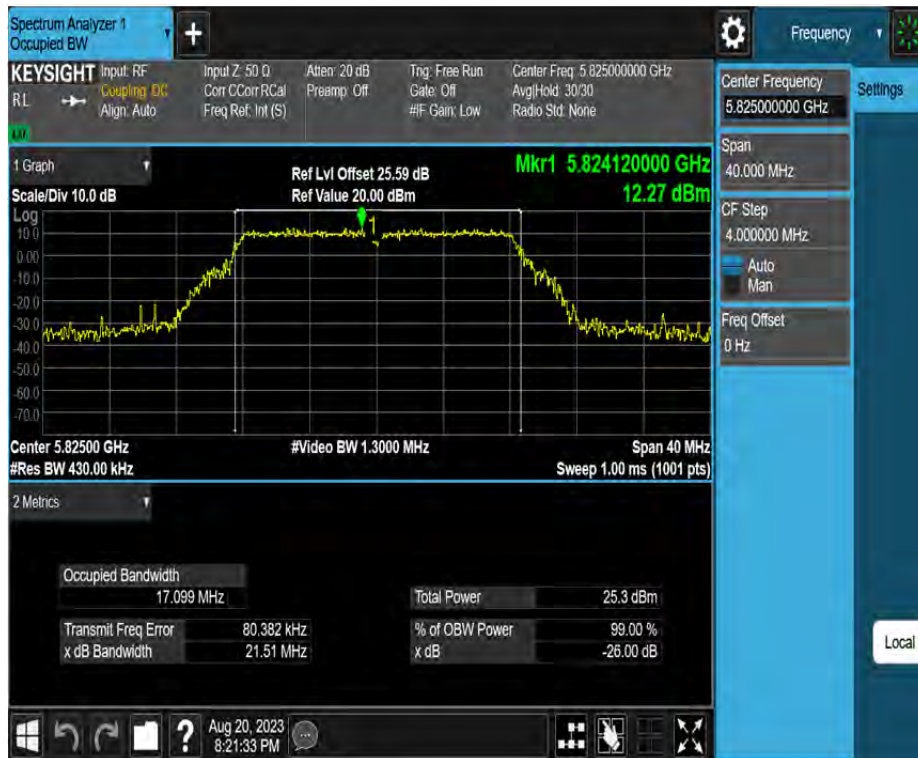 Spectrum Analyzer 1
Occupied BW
+
Frequency
KEYSIGHT
RL
Input: RF
Coupling: DC
Align: Auto
Input Z: 50 Ω
Corr CCorr RCal
Freq Ref: Int (S)
Atten: 20 dB
Preamp: Off
Trig: Free Run
Gate: Off
#IF Gain: Low
Center Freq: 5.825000000 GHz
Avg|Hold: 30/30
Radio Std: None
Center Frequency
5.825000000 GHz
Settings
Span
40.000 MHz
CF Step
4.000000 MHz
Auto
Man
Freq Offset
0 Hz
1 Graph
Scale/Div 10.0 dB
Ref Lvl Offset 25.59 dB
Ref Value 20.00 dBm
Mkr1 5.824120000 GHz
12.27 dBm
Log
10.0
0.00
-10.0
-20.0
-30.0
-40.0
-50.0
-60.0
-70.0
Center 5.82500 GHz
#Video BW 1.3000 MHz
Span 40 MHz
#Res BW 430.00 kHz
Sweep 1.00 ms (1001 pts)
2 Metrics
Occupied Bandwidth
17.099 MHz
Total Power 25.3 dBm
Transmit Freq Error 80.382 kHz
% of OBW Power 99.00 %
x dB Bandwidth 21.51 MHz
x dB -26.00 dB
Local
?
Aug 20, 2023
8:21:33 PM